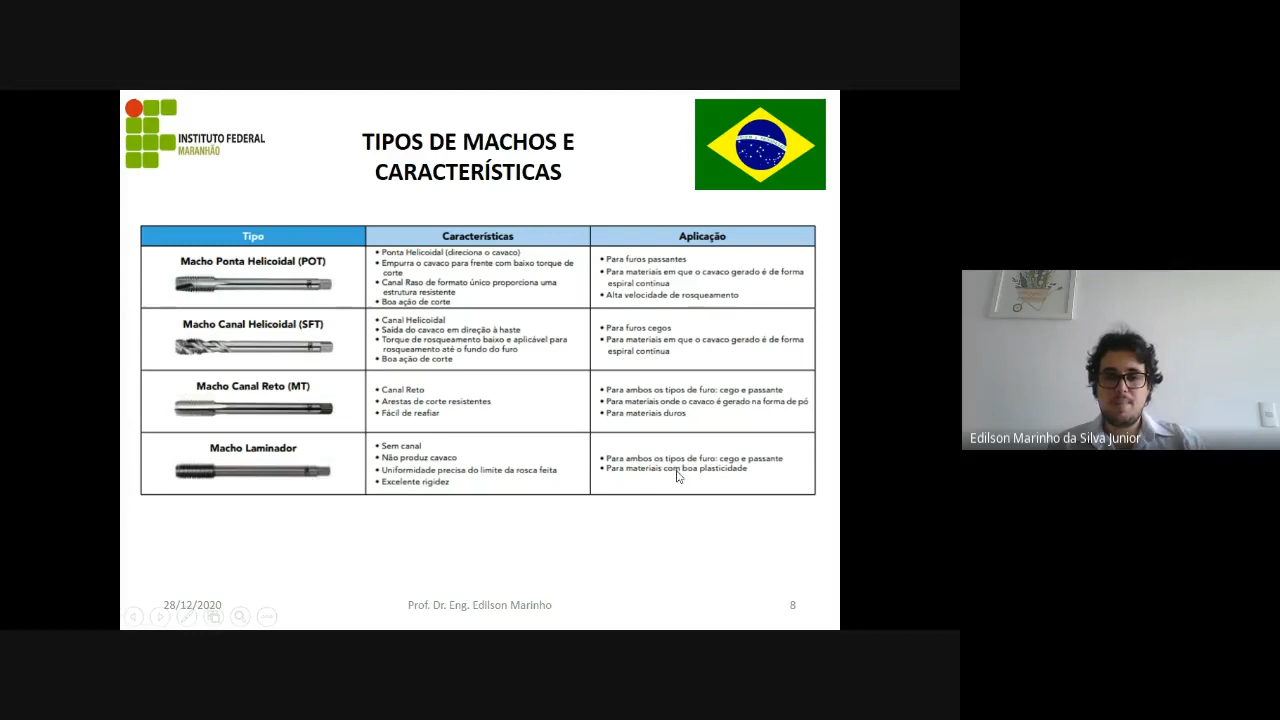 INSTITUTO FEDERAL
MARANHÃO
TIPOS DE MACHOS E
CARACTERÍSTICAS
Tipo
Características
Aplicação
Macho Ponta Helicoidal (POT)
• Ponta Helicoidal (direciona o cavaco)
• Empurra o cavaco para frente com baixo torque de
corte
• Canal Raso de formato único proporciona uma
estrutura resistente
• Boa ação de corte
• Para furos passantes
• Para materiais em que o cavaco gerado é de forma
espiral contínua
• Alta velocidade de rosqueamento
Macho Canal Helicoidal (SFT)
• Canal Helicoidal
• Saída do cavaco em direção à haste
• Torque de rosqueamento baixo e aplicável para
rosqueamento até o fundo do furo
• Boa ação de corte
• Para furos cegos
• Para materiais em que o cavaco gerado é de forma
espiral contínua
Macho Canal Reto (MT)
• Canal Reto
• Arestas de corte resistentes
• Fácil de reafiar
• Para ambos os tipos de furo: cego e passante
• Para materiais onde o cavaco é gerado na forma de pó
• Para materiais duros
Macho Laminador
• Sem canal
• Não produz cavaco
• Uniformidade precisa do limite da rosca feita
• Excelente rigidez
• Para ambos os tipos de furo: cego e passante
• Para materiais com boa plasticidade
28/12/2020
Prof. Dr. Eng. Edilson Marinho
8
Edilson Marinho da Silva Junior